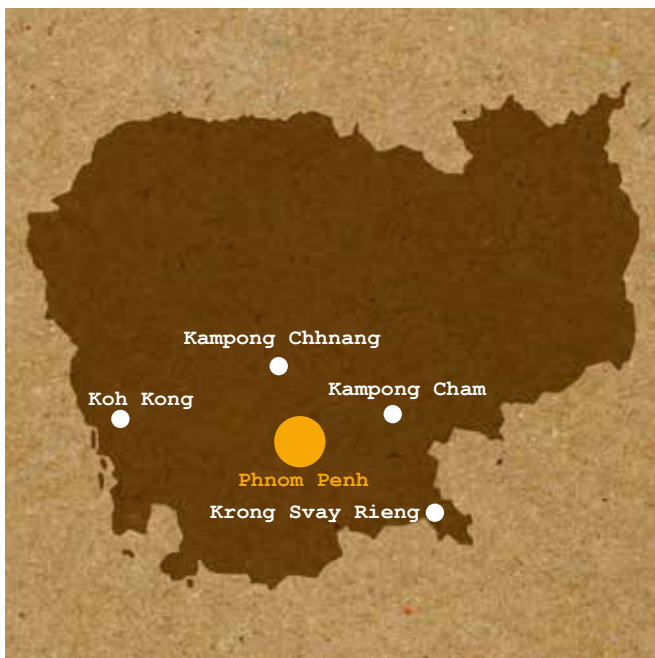 Kampong Chhnang
Kampong Cham
Koh Kong
Phnom Penh
Krong Svay Rieng